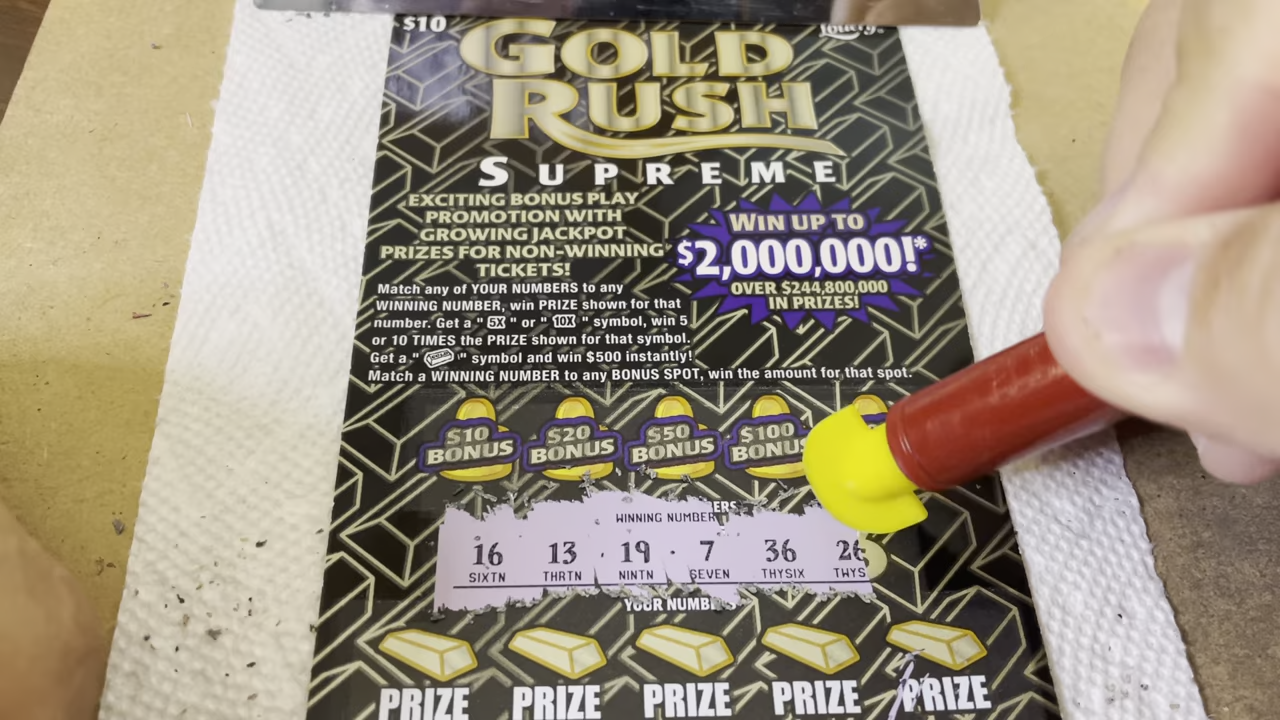 $10
Lottery®
GOLD
RUSH
SUPREME
EXCITING BONUS PLAY
PROMOTION WITH
GROWING JACKPOT
PRIZES FOR NON-WINNING
TICKETS!
WIN UP TO
$2,000,000!*
OVER $244,800,000
IN PRIZES!
Match any of YOUR NUMBERS to any
WINNING NUMBER, win PRIZE shown for that
number. Get a "5X" or "10X" symbol, win 5
or 10 TIMES the PRIZE shown for that symbol.
Get a " " symbol and win $500 instantly!
Match a WINNING NUMBER to any BONUS SPOT, win the amount for that spot.
$10 BONUS
$20 BONUS
$50 BONUS
$100 BONUS
WINNING NUMBER
16 13 19 7 36 26
SIXTN THRTN NINTN SEVEN THYSIX TWYS
YOUR NUMBERS
PRIZE PRIZE PRIZE PRIZE PRIZE